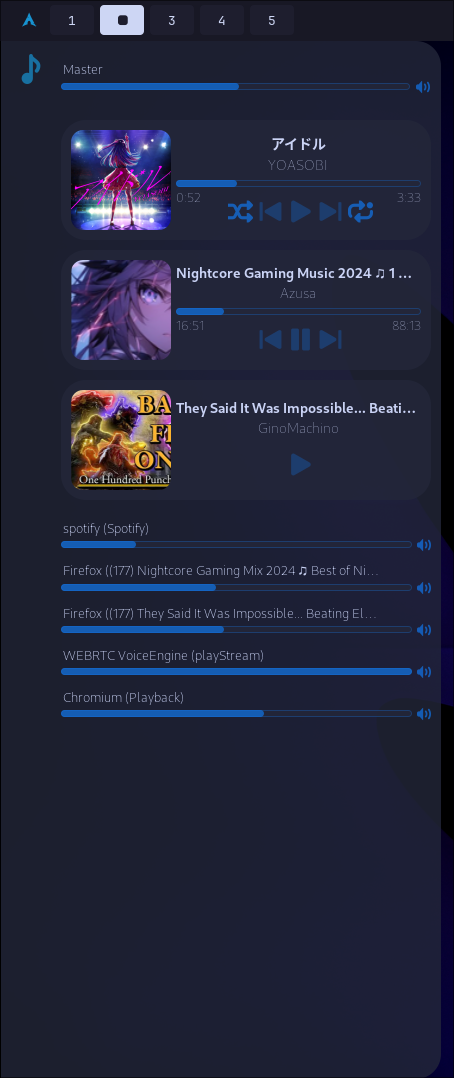 1 3 4 5
Master
アイドル
YOASOBI
0:52 3:33
Nightcore Gaming Music 2024 ♫ 1 ...
Azusa
16:51 88:13
BA
FI
ON
One Hundred Punch
They Said It Was Impossible... Beati...
GinoMachino
spotify (Spotify)
Firefox ((177) Nightcore Gaming Mix 2024 ♫ Best of Ni...
Firefox ((177) They Said It Was Impossible... Beating El...
WEBRTC VoiceEngine (playStream)
Chromium (Playback)